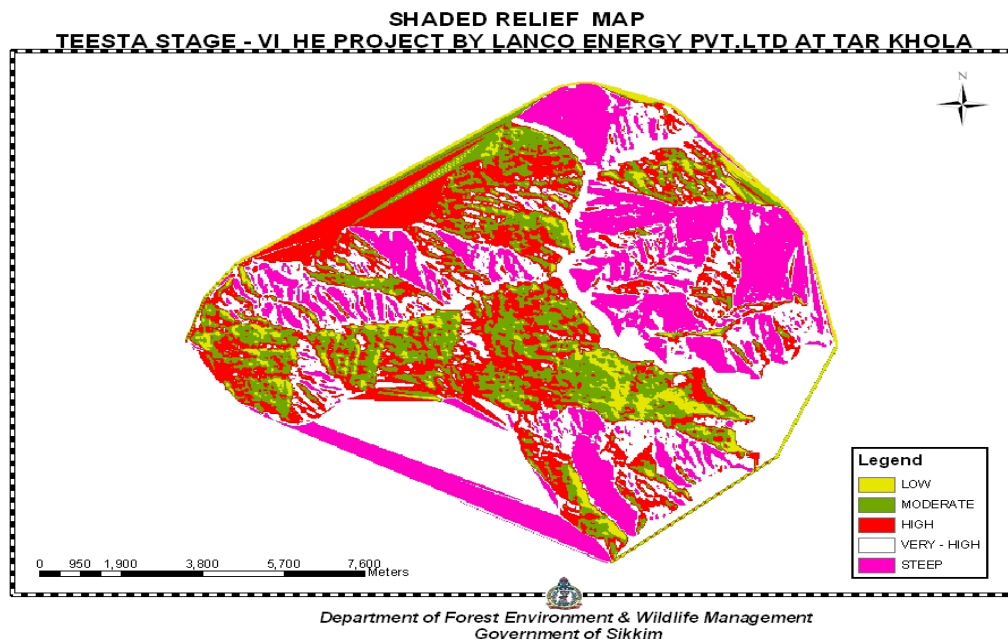 SHADED RELIEF MAP
TEESTA STAGE - VI HE PROJECT BY LANCO ENERGY PVT.LTD AT TAR KHOLA
N
Legend
LOW
MODERATE
HIGH
VERY - HIGH
STEEP
0 950 1,900 3,800 5,700 7,600
Meters
Department of Forest Environment & Wildlife Management
Government of Sikkim